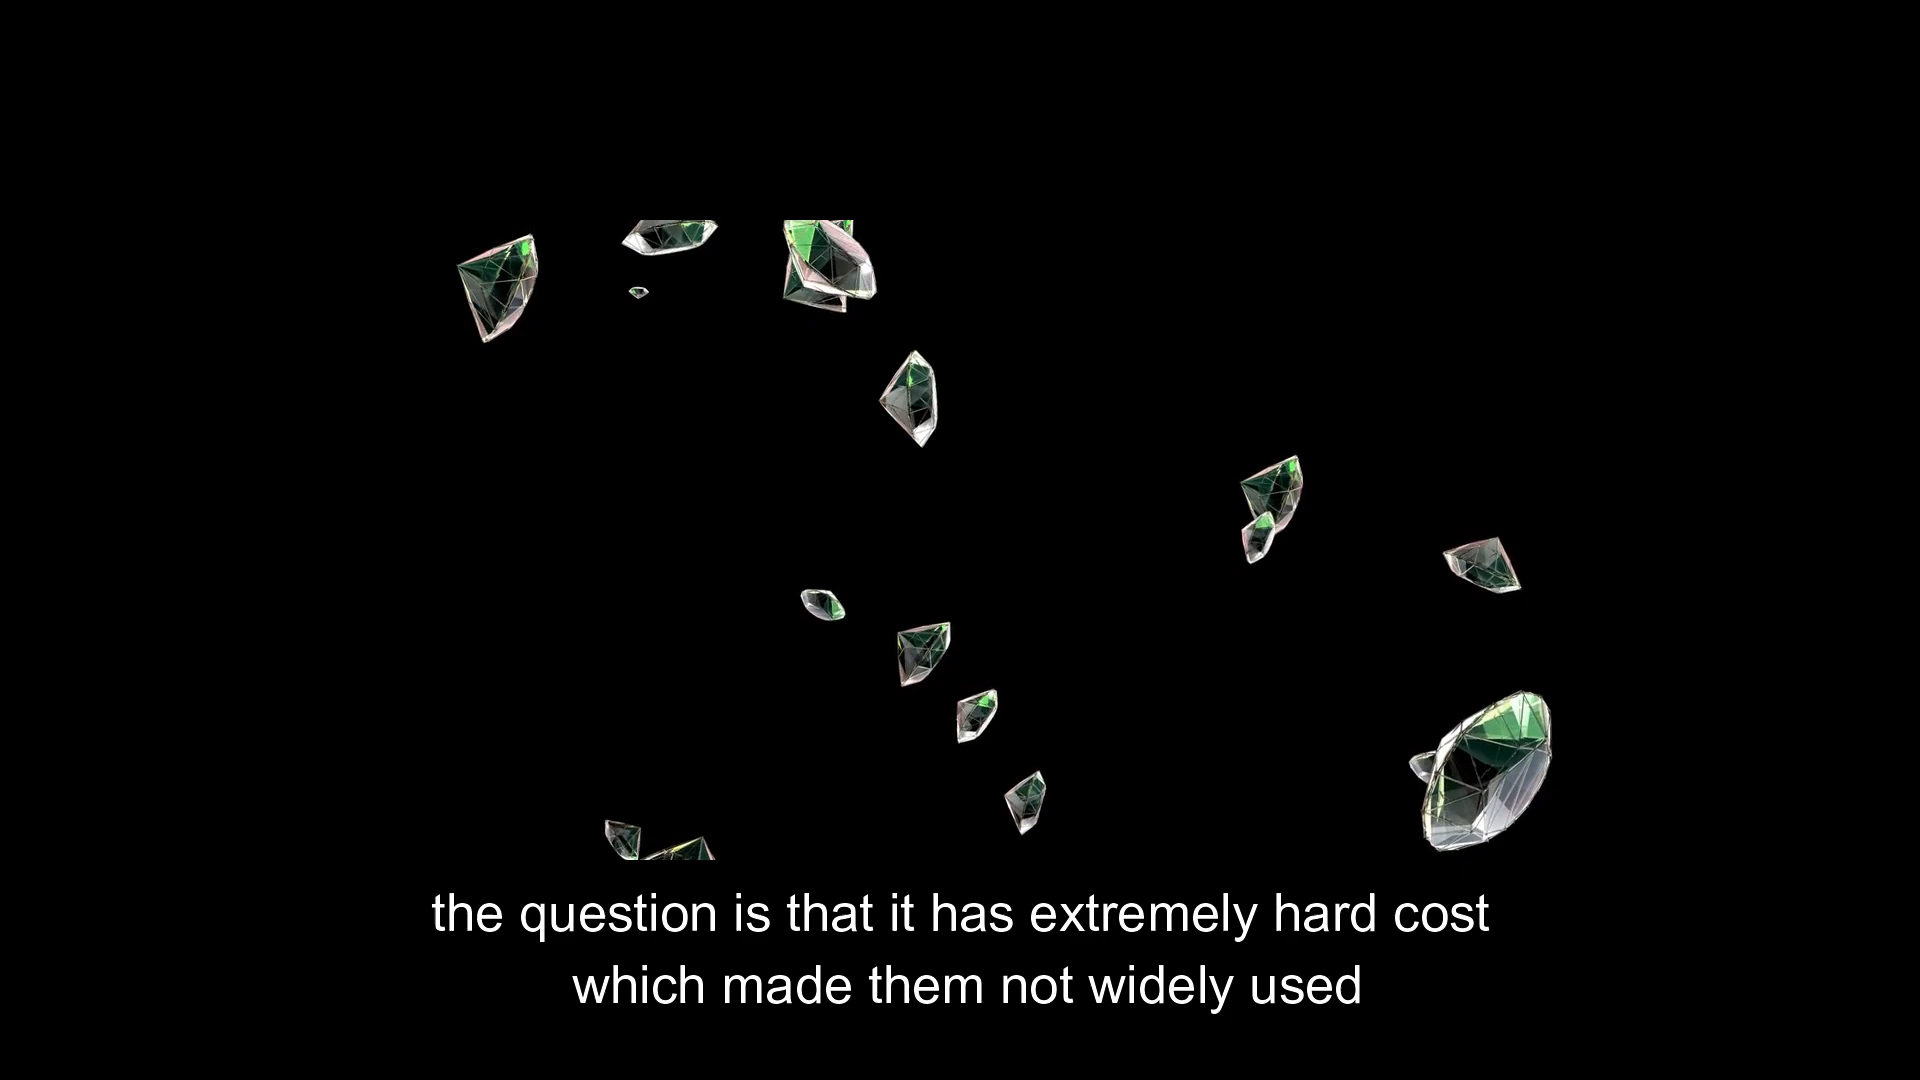 the question is that it has extremely hard cost
which made them not widely used